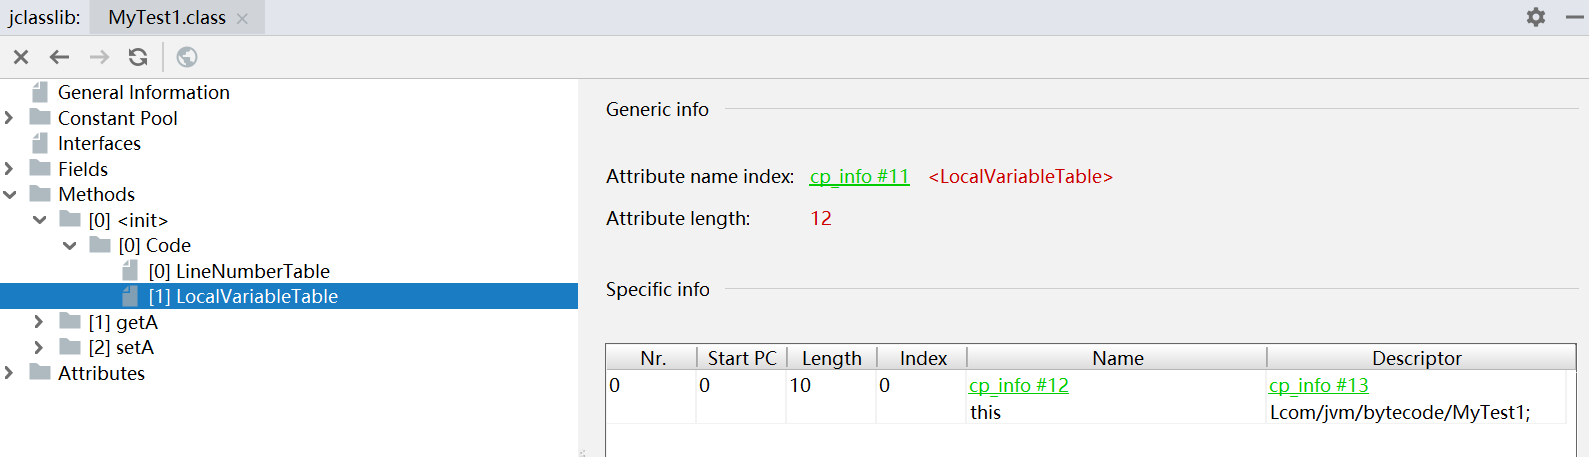 jclasslib: MyTest1.class
General Information
Constant Pool
Interfaces
Fields
Methods
[0] <init>
[0] Code
[0] LineNumberTable
[1] LocalVariableTable
[1] getA
[2] setA
Attributes
Generic info
Attribute name index: cp_info #11 <LocalVariableTable>
Attribute length: 12
Specific info
Nr. Start PC Length Index Name Descriptor
0 0 10 0 cp_info #12 cp_info #13
this Lcom/jvm/bytecode/MyTest1;